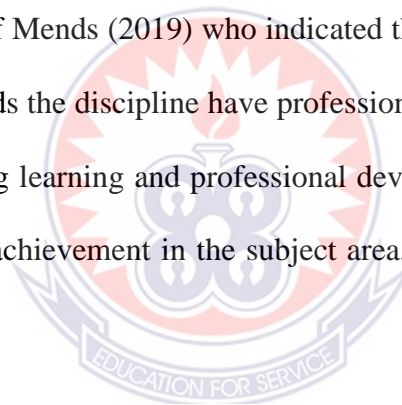 f Mends (2019) who indicated th
ds the discipline have profession
g learning and professional dev
achievement in the subject area.
EDUCATION FOR SERVICE